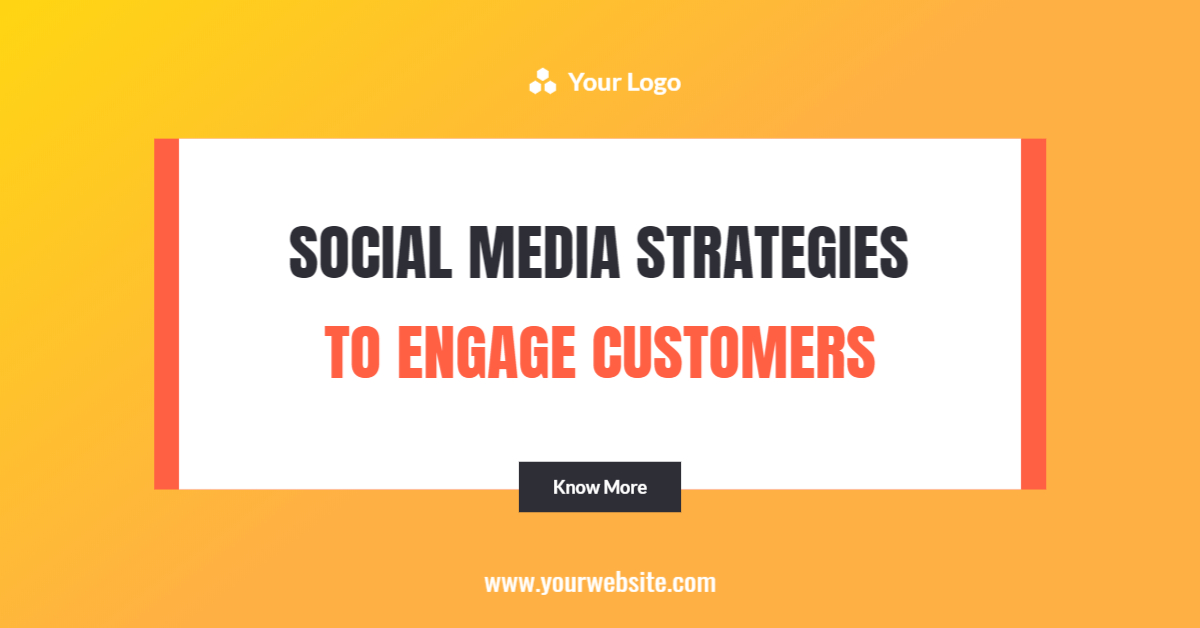 Your Logo
SOCIAL MEDIA STRATEGIES
TO ENGAGE CUSTOMERS
Know More
www.yourwebsite.com